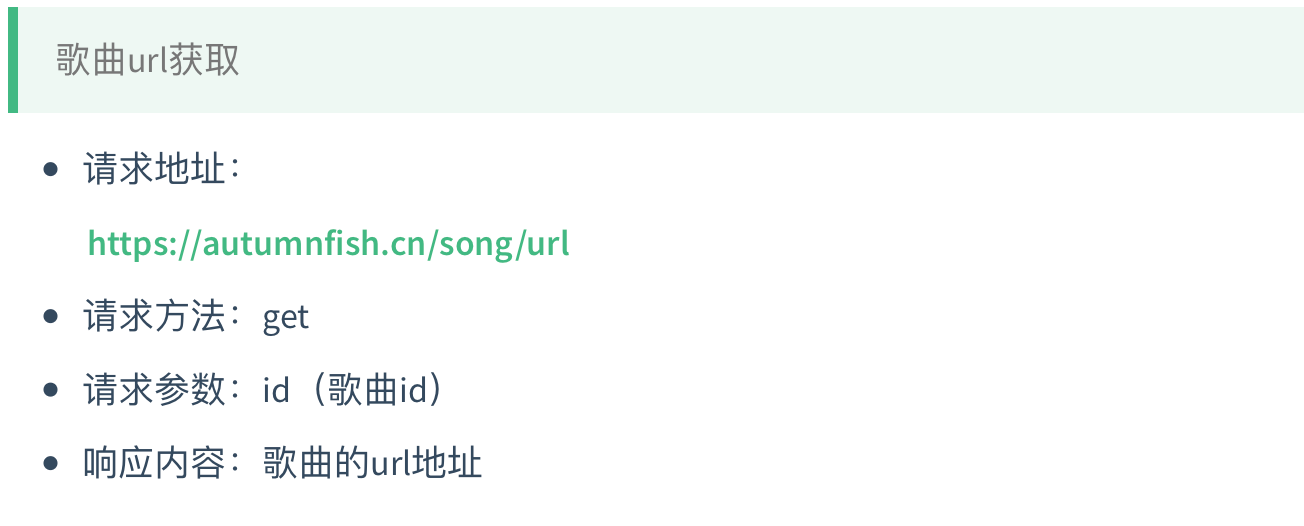 歌曲url获取
请求地址：
https://autumnfish.cn/song/url
请求方法：get
请求参数：id（歌曲id）
响应内容：歌曲的url地址